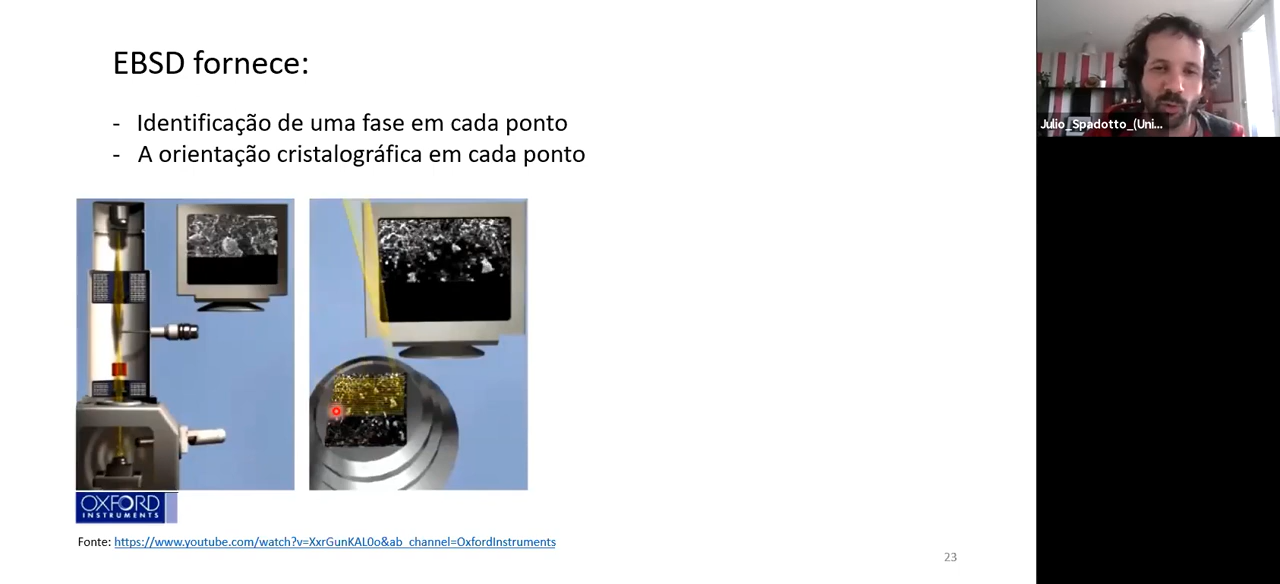 EBSD fornece:
- Identificação de uma fase em cada ponto
- A orientação cristalográfica em cada ponto
OXFORD
INSTRUMENTS
Fonte: https://www.youtube.com/watch?v=XxrGunKAL0o&ab_channel=OxfordInstruments
23
Julio_Spadotto_(Uni...